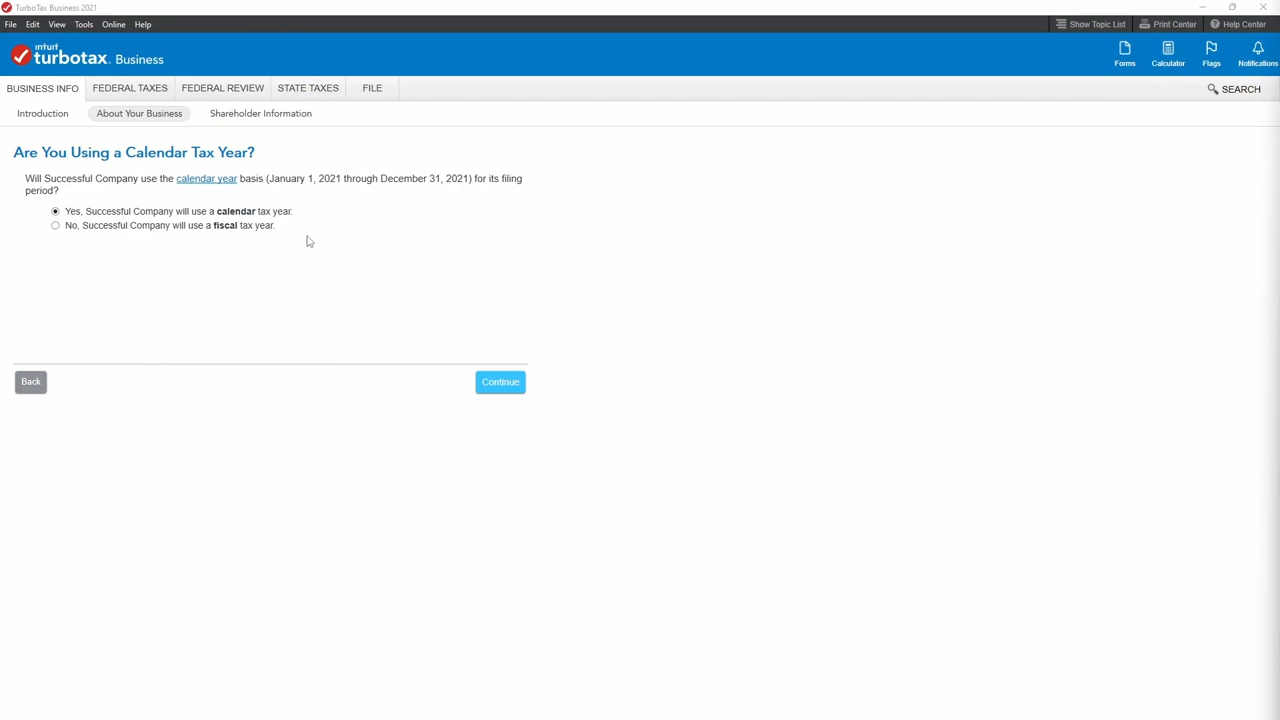 TurboTax Business 2021
File Edit View Tools Online Help
Show Topic List Print Center Help Center
intuit
turbotax. Business
Forms Calculator Flags Notifications
BUSINESS INFO FEDERAL TAXES FEDERAL REVIEW STATE TAXES FILE
SEARCH
Introduction About Your Business Shareholder Information
Are You Using a Calendar Tax Year?
Will Successful Company use the calendar year basis (January 1, 2021 through December 31, 2021) for its filing
period?
Yes, Successful Company will use a calendar tax year.
No, Successful Company will use a fiscal tax year.
Back Continue